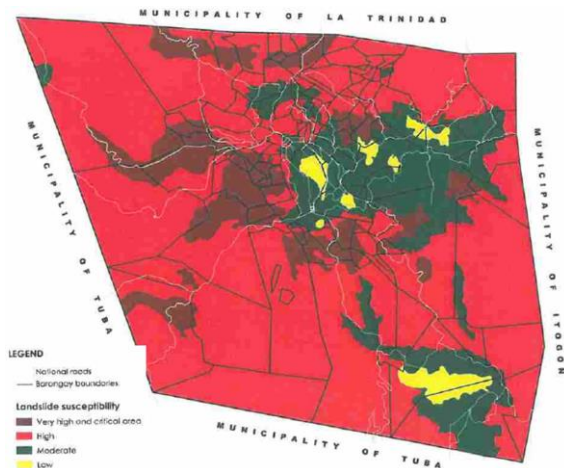 MUNICIPALITY OF LA TRINIDAD
MUNICIPALITY OF TUBA
MUNICIPALITY OF ITOGON
LEGEND
National roads
Barangay boundaries
Landslide susceptibility
Very high and critical area
High
Moderate
Low
MUNICIPALITY OF TUBA